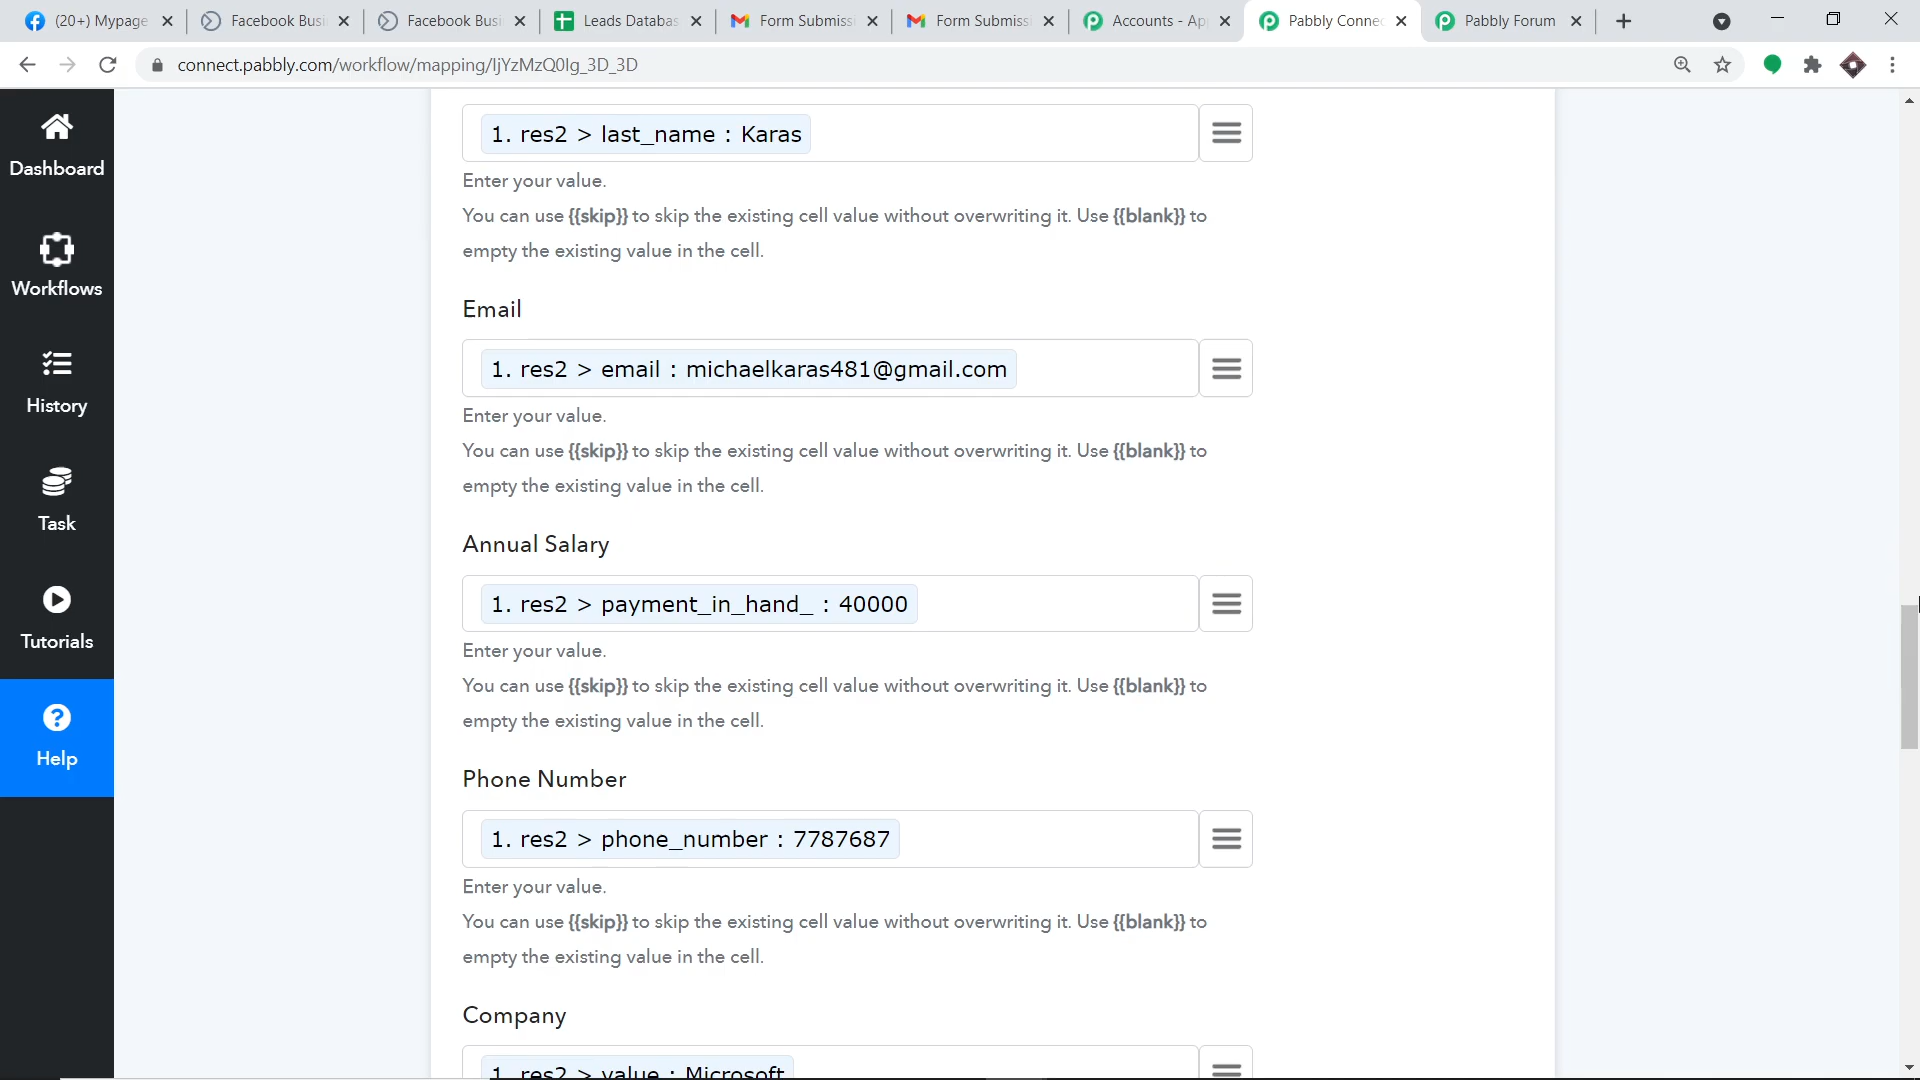 (20+) Mypage
Facebook Busi
Facebook Busi
Leads Databas
Form Submissi
Form Submissi
Accounts - Ap
Pabbly Connec
Pabbly Forum
connect.pabbly.com/workflow/mapping/IjYzMzQ0Ig_3D_3D
Dashboard
Workflows
History
Task
Tutorials
Help
1. res2 > last_name : Karas
Enter your value.
You can use {{skip}} to skip the existing cell value without overwriting it. Use {{blank}} to
empty the existing value in the cell.
Email
1. res2 > email : michaelkaras481@gmail.com
Enter your value.
You can use {{skip}} to skip the existing cell value without overwriting it. Use {{blank}} to
empty the existing value in the cell.
Annual Salary
1. res2 > payment_in_hand_ : 40000
Enter your value.
You can use {{skip}} to skip the existing cell value without overwriting it. Use {{blank}} to
empty the existing value in the cell.
Phone Number
1. res2 > phone_number : 7787687
Enter your value.
You can use {{skip}} to skip the existing cell value without overwriting it. Use {{blank}} to
empty the existing value in the cell.
Company
1. res2 > value : Microsoft